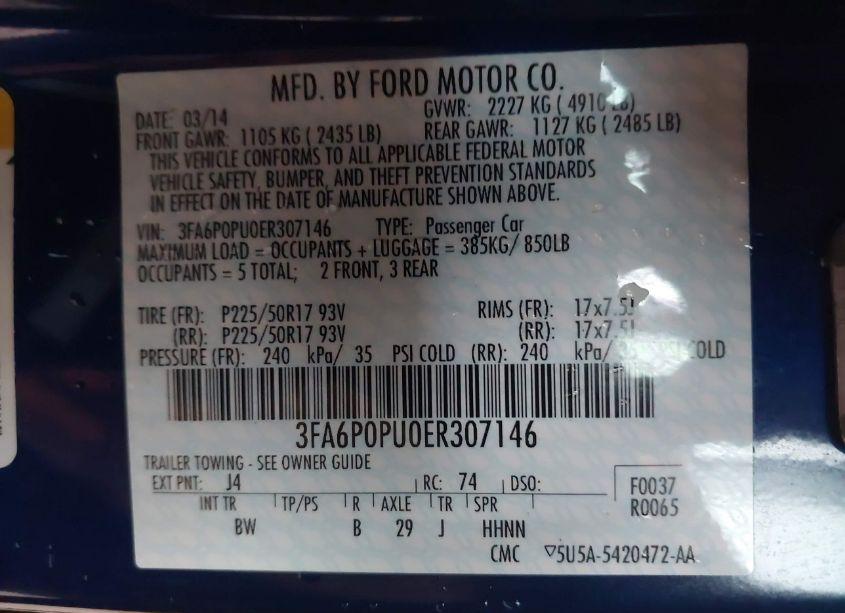 MFD. BY FORD MOTOR CO.
DATE: 03/14 GVWR: 2227 KG ( 4910 LB)
FRONT GAWR: 1105 KG ( 2435 LB) REAR GAWR: 1127 KG ( 2485 LB)
THIS VEHICLE CONFORMS TO ALL APPLICABLE FEDERAL MOTOR
VEHICLE SAFETY, BUMPER, AND THEFT PREVENTION STANDARDS
IN EFFECT ON THE DATE OF MANUFACTURE SHOWN ABOVE.
VIN: 3FA6P0PU0ER307146 TYPE: Passenger Car
MAXIMUM LOAD = OCCUPANTS + LUGGAGE = 385KG/ 850LB
OCCUPANTS = 5 TOTAL; 2 FRONT, 3 REAR
TIRE (FR): P225/50R17 93V RIMS (FR): 17x7.5J
(RR): P225/50R17 93V (RR): 17x7.5J
PRESSURE (FR): 240 kPa/ 35 PSI COLD (RR): 240 kPa/ 35 PSI COLD
3FA6P0PU0ER307146
TRAILER TOWING - SEE OWNER GUIDE
EXT PNT: J4 RC: 74 DSO: F0037
INT TR TP/PS R AXLE TR SPR R0065
BW B 29 J HHNN
CMC ▽5U5A-5420472-AA